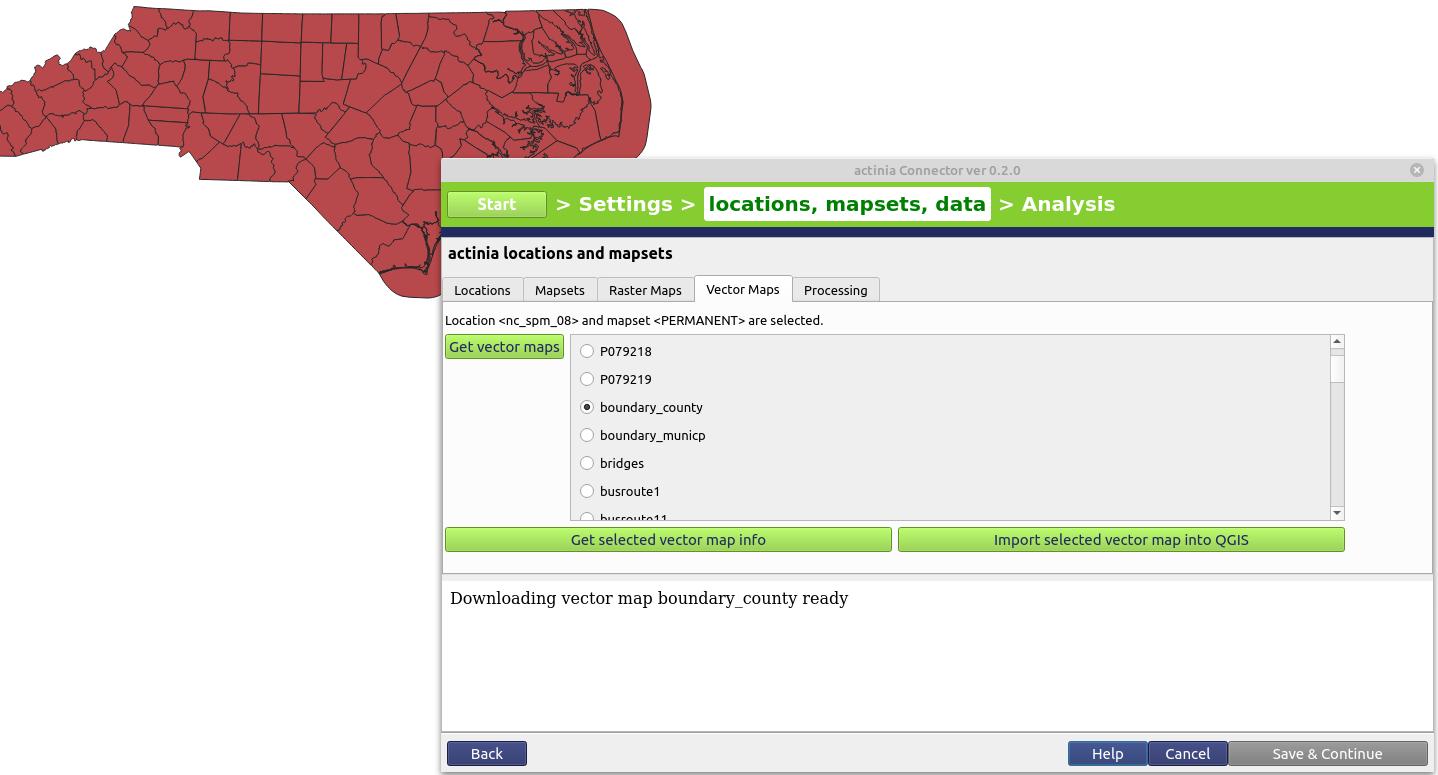 actinia Connector ver 0.2.0
Start > Settings > locations, mapsets, data > Analysis
actinia locations and mapsets
Locations Mapsets Raster Maps Vector Maps Processing
Location <nc_spm_08> and mapset <PERMANENT> are selected.
Get vector maps
P079218
P079219
boundary_county
boundary_municp
bridges
busroute1
busroute11
Get selected vector map info Import selected vector map into QGIS
Downloading vector map boundary_county ready
Back Help Cancel Save & Continue